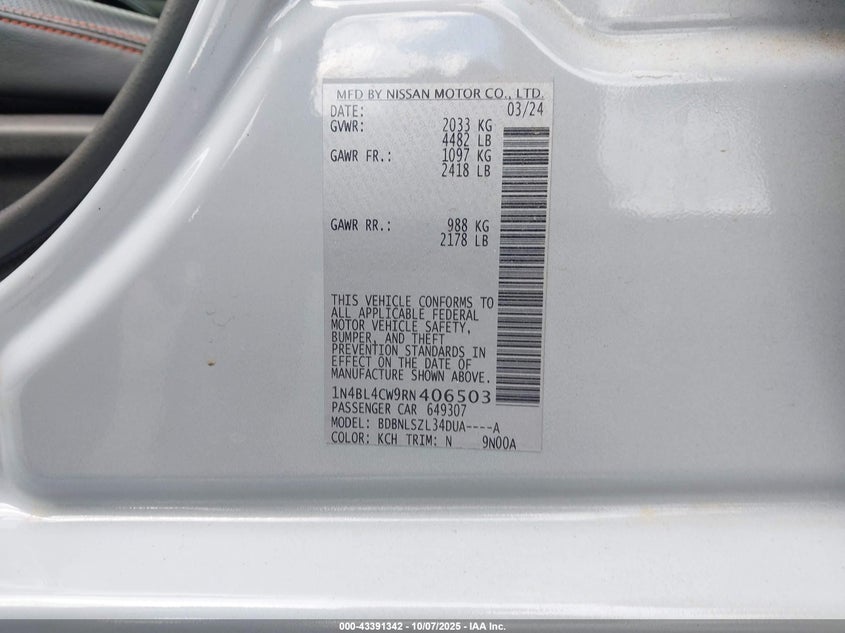 MFD BY NISSAN MOTOR CO., LTD.
DATE: 03/24
GVWR: 2033 KG
4482 LB
GAWR FR.: 1097 KG
2418 LB
GAWR RR.: 988 KG
2178 LB
THIS VEHICLE CONFORMS TO
ALL APPLICABLE FEDERAL
MOTOR VEHICLE SAFETY,
BUMPER, AND THEFT
PREVENTION STANDARDS IN
EFFECT ON THE DATE OF
MANUFACTURE SHOWN ABOVE.
1N4BL4CW9RN406503
PASSENGER CAR 649307
MODEL: BDBNLSZL34DUA----A
COLOR: KCH TRIM: N 9N00A
000-43391342 - 10/07/2025 - IAA Inc.